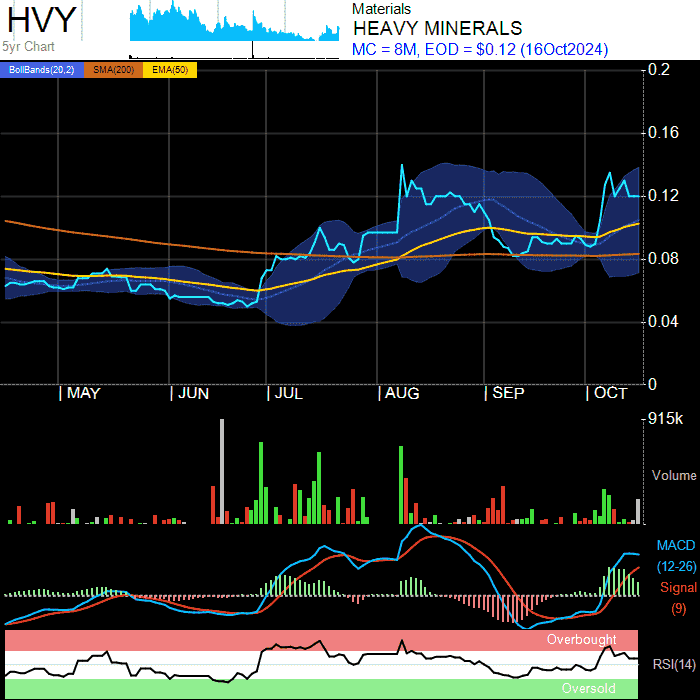 HVY
5yr Chart
Materials
HEAVY MINERALS
MC = 8M, EOD = $0.12 (16Oct2024)
BollBands(20,2) SMA(200) EMA(50)
0.2
0.16
0.12
0.08
0.04
0
MAY JUN JUL AUG SEP OCT
915k
Volume
MACD
(12-26)
Signal
(9)
Overbought
RSI(14)
Oversold